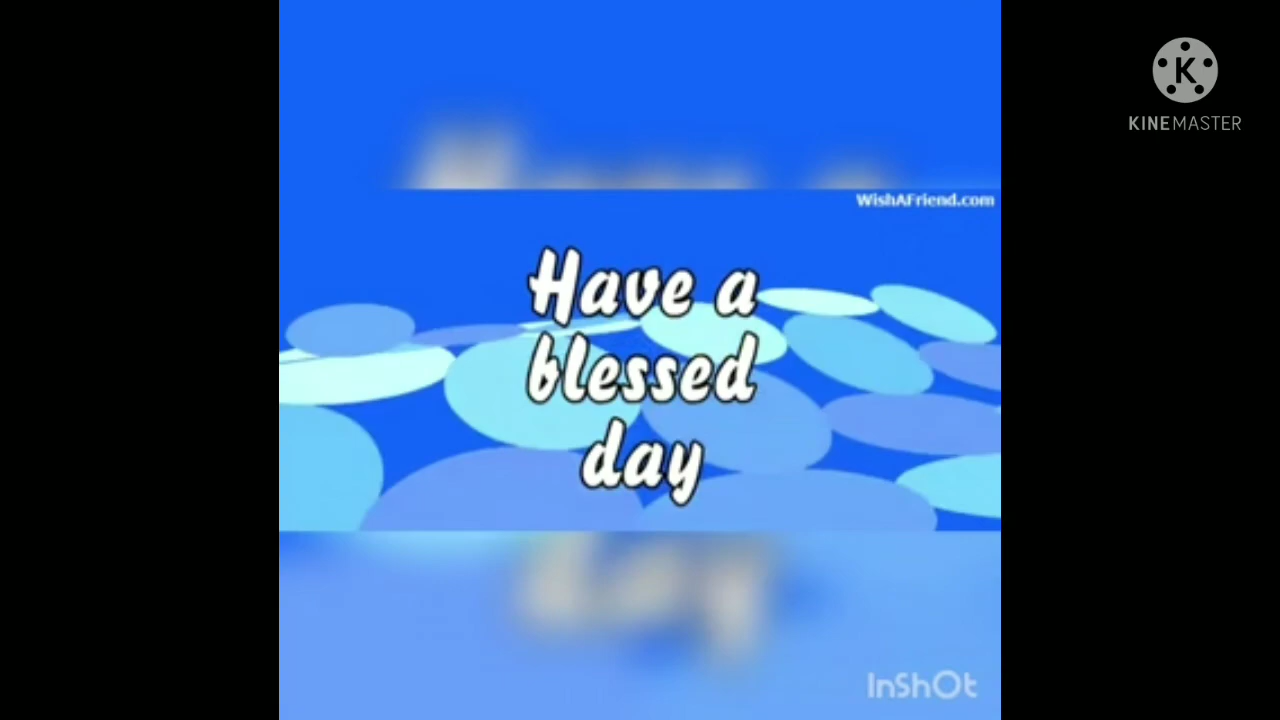 KINEMASTER
WishAFriend.com
Have a
blessed
day
InShOt